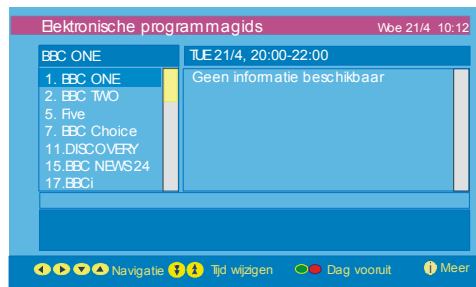 Elektronische programmagids Woe 21/4 10:12
BBC ONE TUE 21/4, 20:00-22:00
1. BBC ONE Geen informatie beschikbaar
2. BBC TWO
5. Five
7. BBC Choice
11.DISCOVERY
15.BBC NEWS24
17.BBCi
Navigatie Tijd wijzigen Dag vooruit i Meer